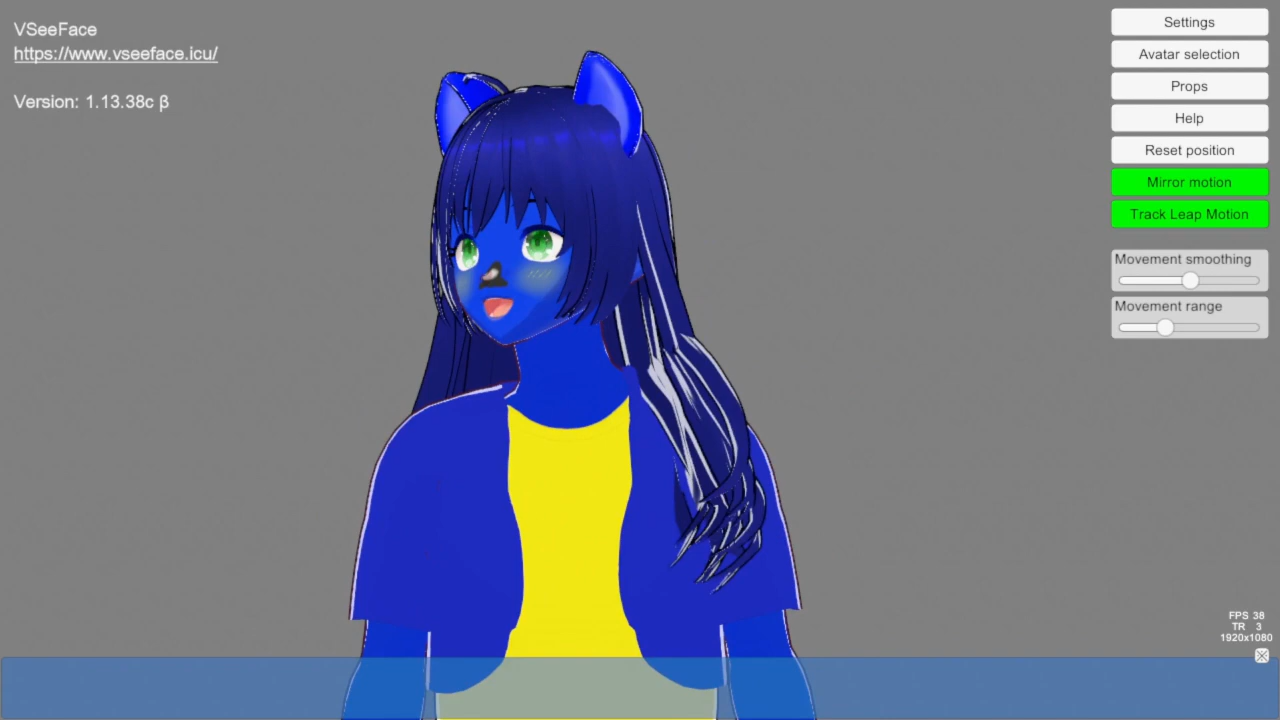 VSeeFace
https://www.vseeface.icu/
Version: 1.13.38c β
Settings
Avatar selection
Props
Help
Reset position
Mirror motion
Track Leap Motion
Movement smoothing
Movement range
FPS 38
TR 3
1920x1080